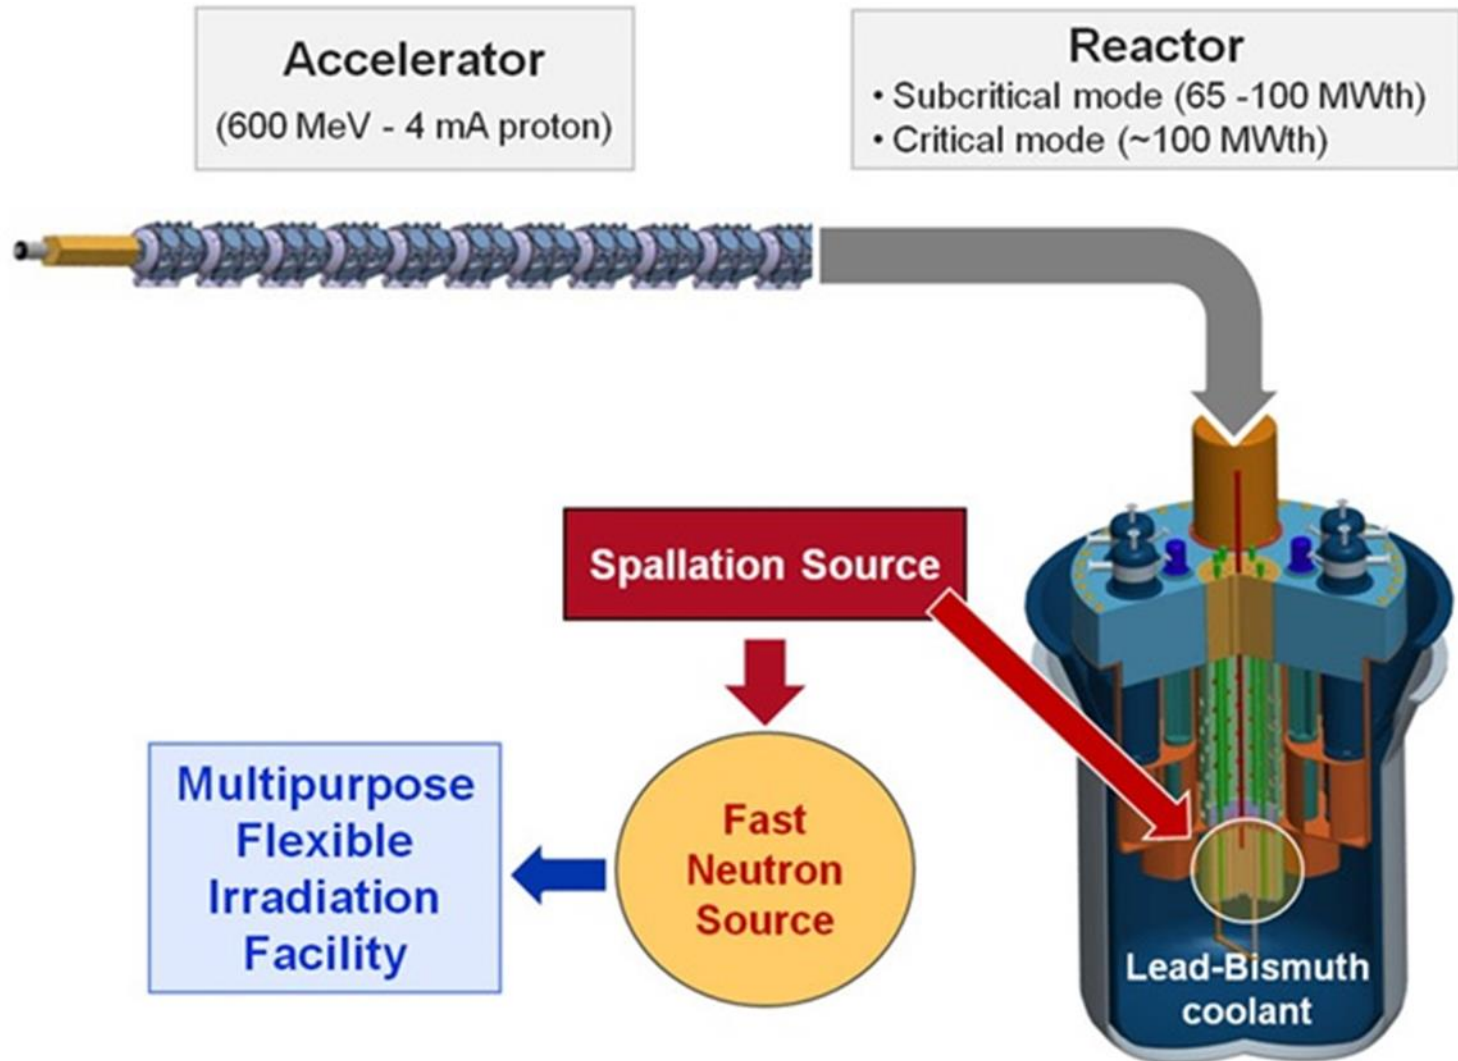 Accelerator
(600 MeV - 4 mA proton)
Reactor
• Subcritical mode (65 -100 MWth)
• Critical mode (~100 MWth)
Spallation Source
Fast
Neutron
Source
Multipurpose
Flexible
Irradiation
Facility
Lead-Bismuth
coolant